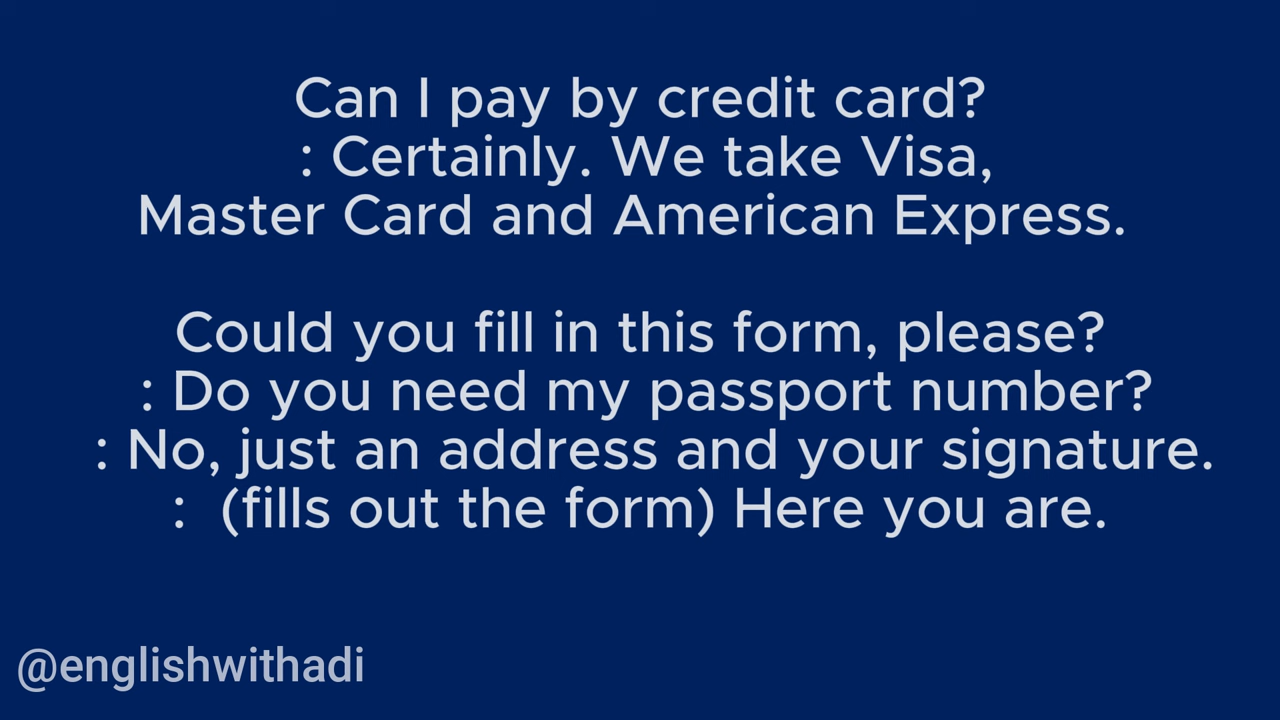 Can I pay by credit card?
: Certainly. We take Visa,
Master Card and American Express.
Could you fill in this form, please?
: Do you need my passport number?
: No, just an address and your signature.
: (fills out the form) Here you are.
@englishwithadi